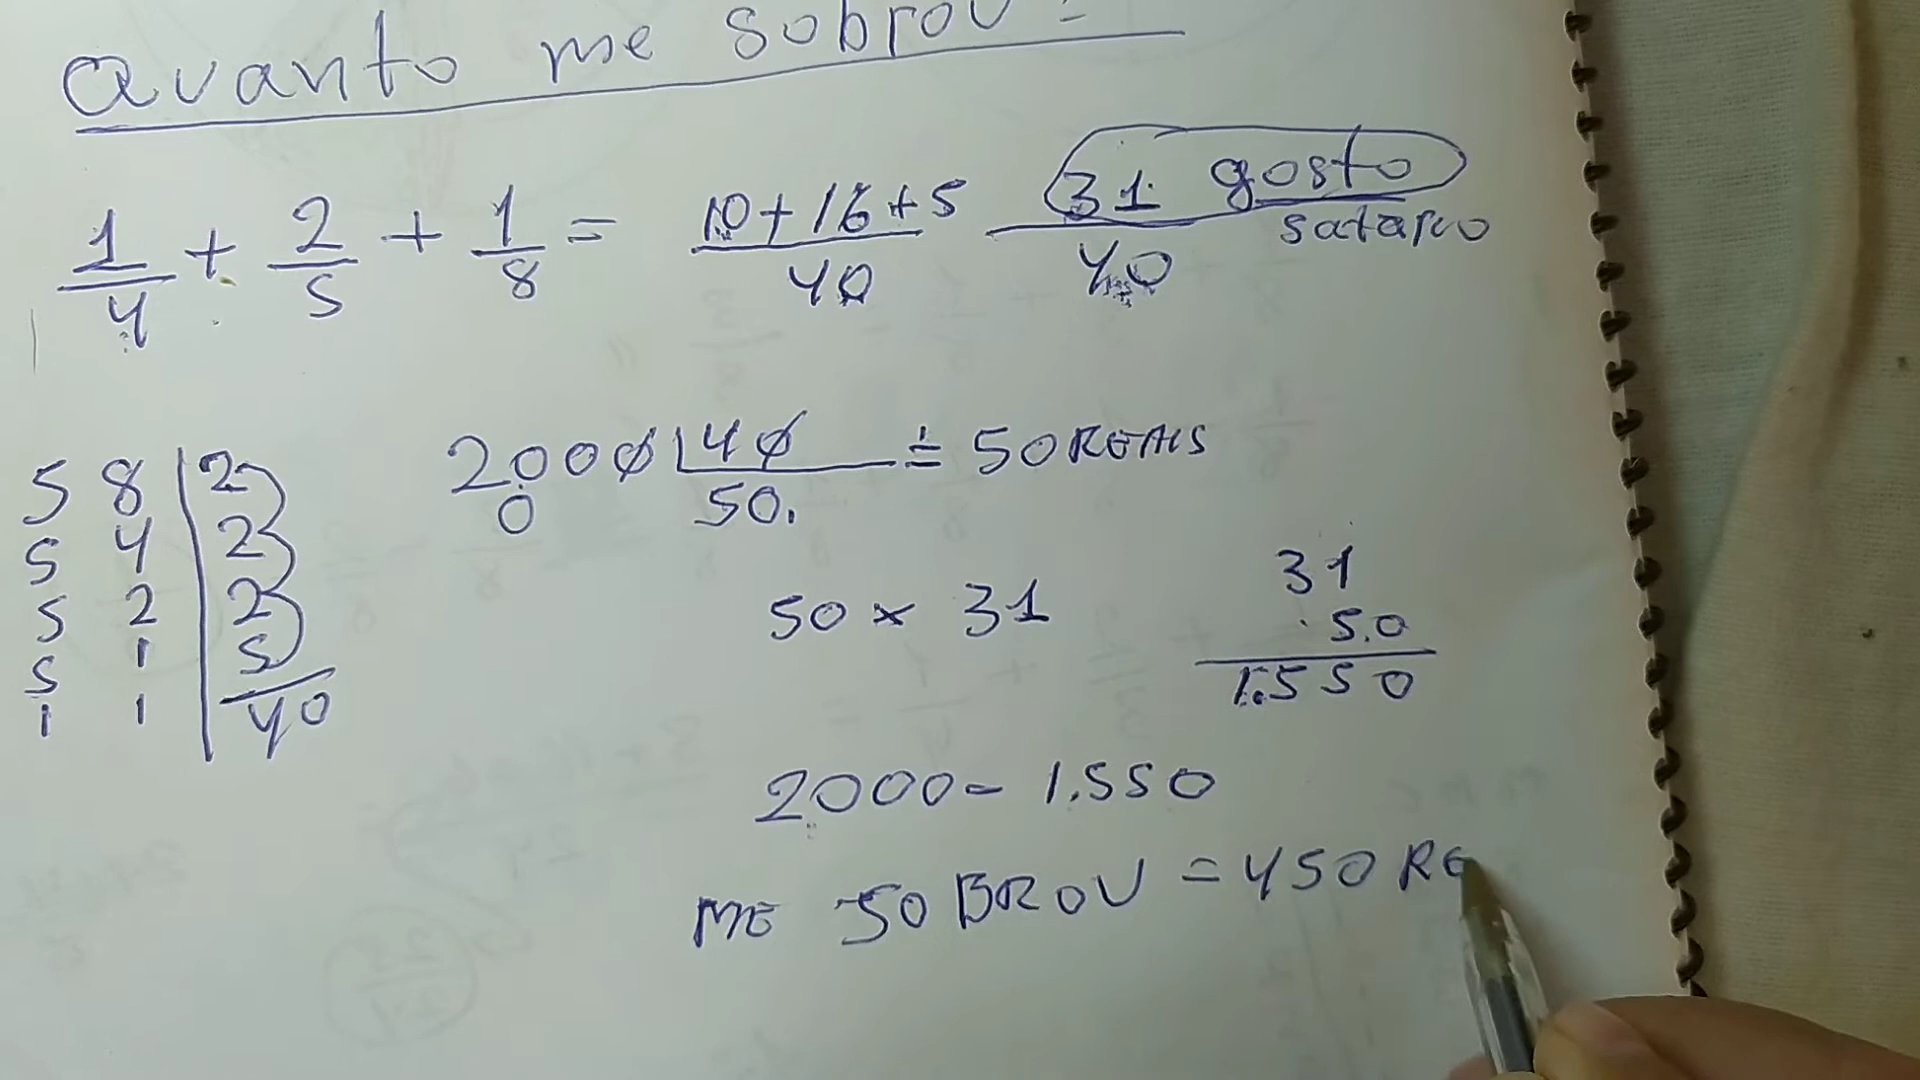 Quanto me sobrou =
1/4 + 2/5 + 1/8 = 10+16+5/40 31/40 gosto
satário
5 8 | 2
5 4 | 2
5 2 | 2
5 1 | 5
1 1 | 40
2000 | 40 = 50 REAIS
0 50.
50 x 31
31
. 50
1.550
2000 - 1.550
ME SOBROU = 450 RE